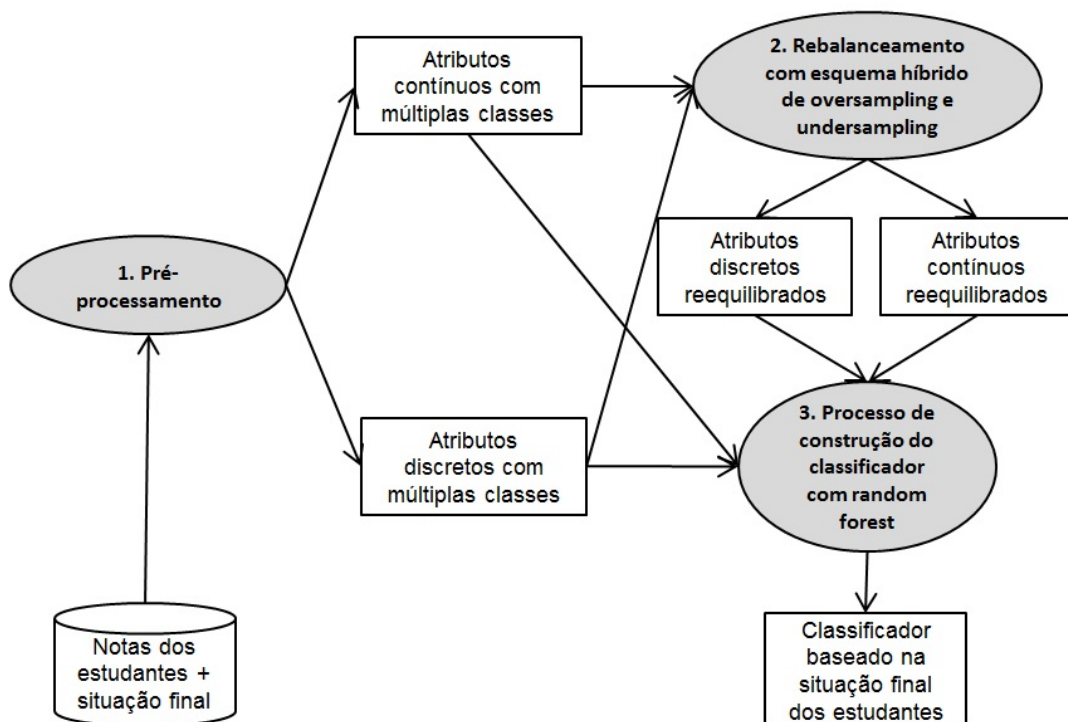 Atributos
contínuos com
múltiplas classes
2. Rebalanceamento
com esquema híbrido
de oversampling e
undersampling
1. Pré-
processamento
Atributos
discretos
reequilibrados
Atributos
contínuos
reequilibrados
Atributos
discretos com
múltiplas classes
3. Processo de
construção do
classificador
com random
forest
Notas dos
estudantes +
situação final
Classificador
baseado na
situação final
dos estudantes